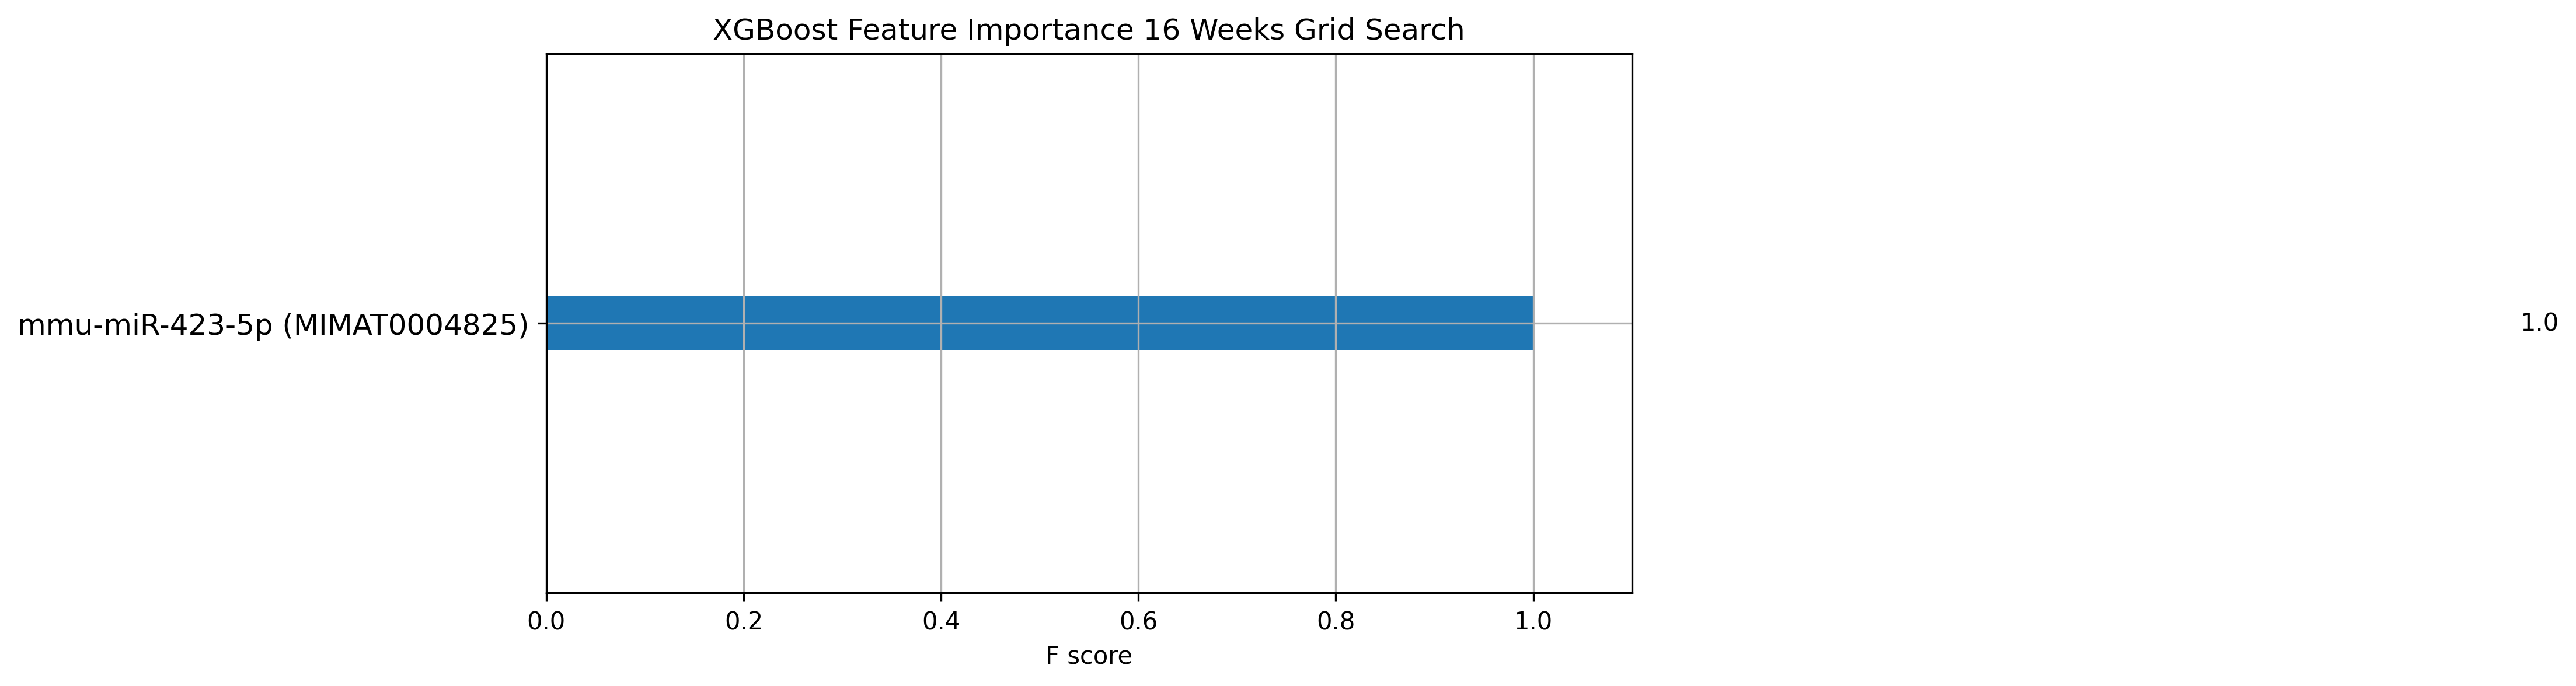 XGBoost Feature Importance 16 Weeks Grid Search
mmu-miR-423-5p (MIMAT0004825)
1.0
0.0 0.2 0.4 0.6 0.8 1.0
F score